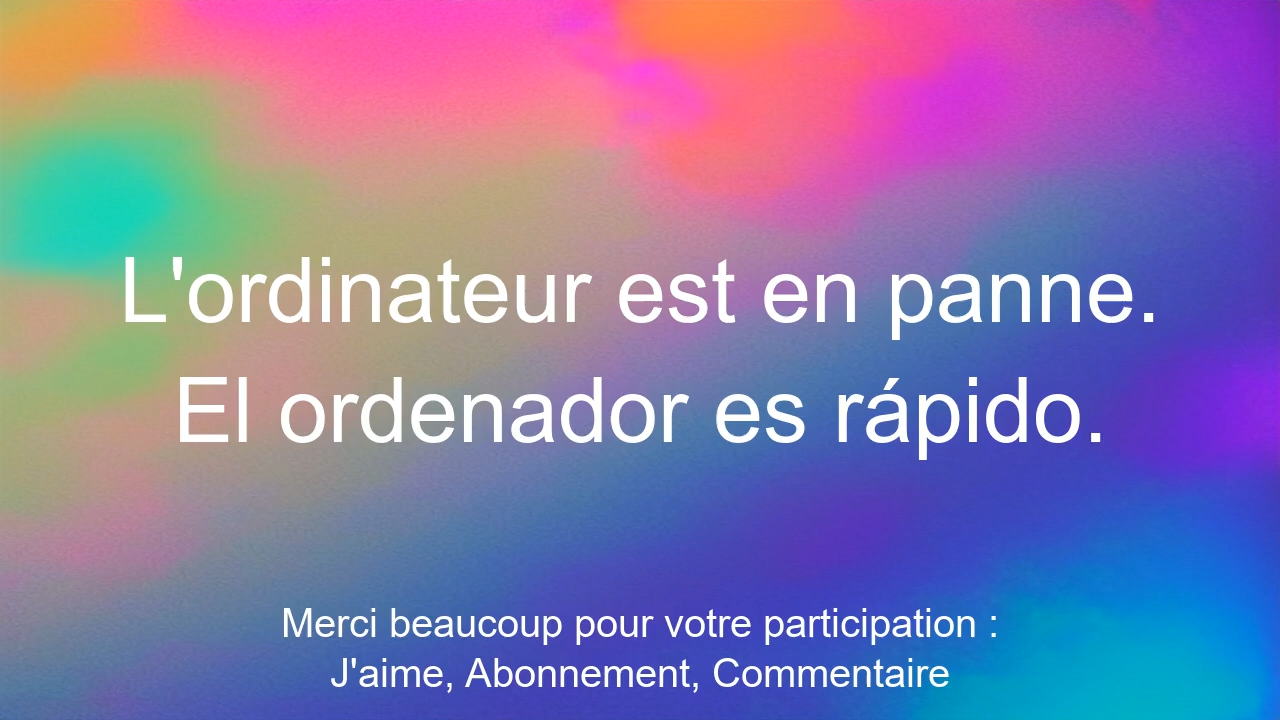 L'ordinateur est en panne.
El ordenador es rápido.
Merci beaucoup pour votre participation :
J'aime, Abonnement, Commentaire